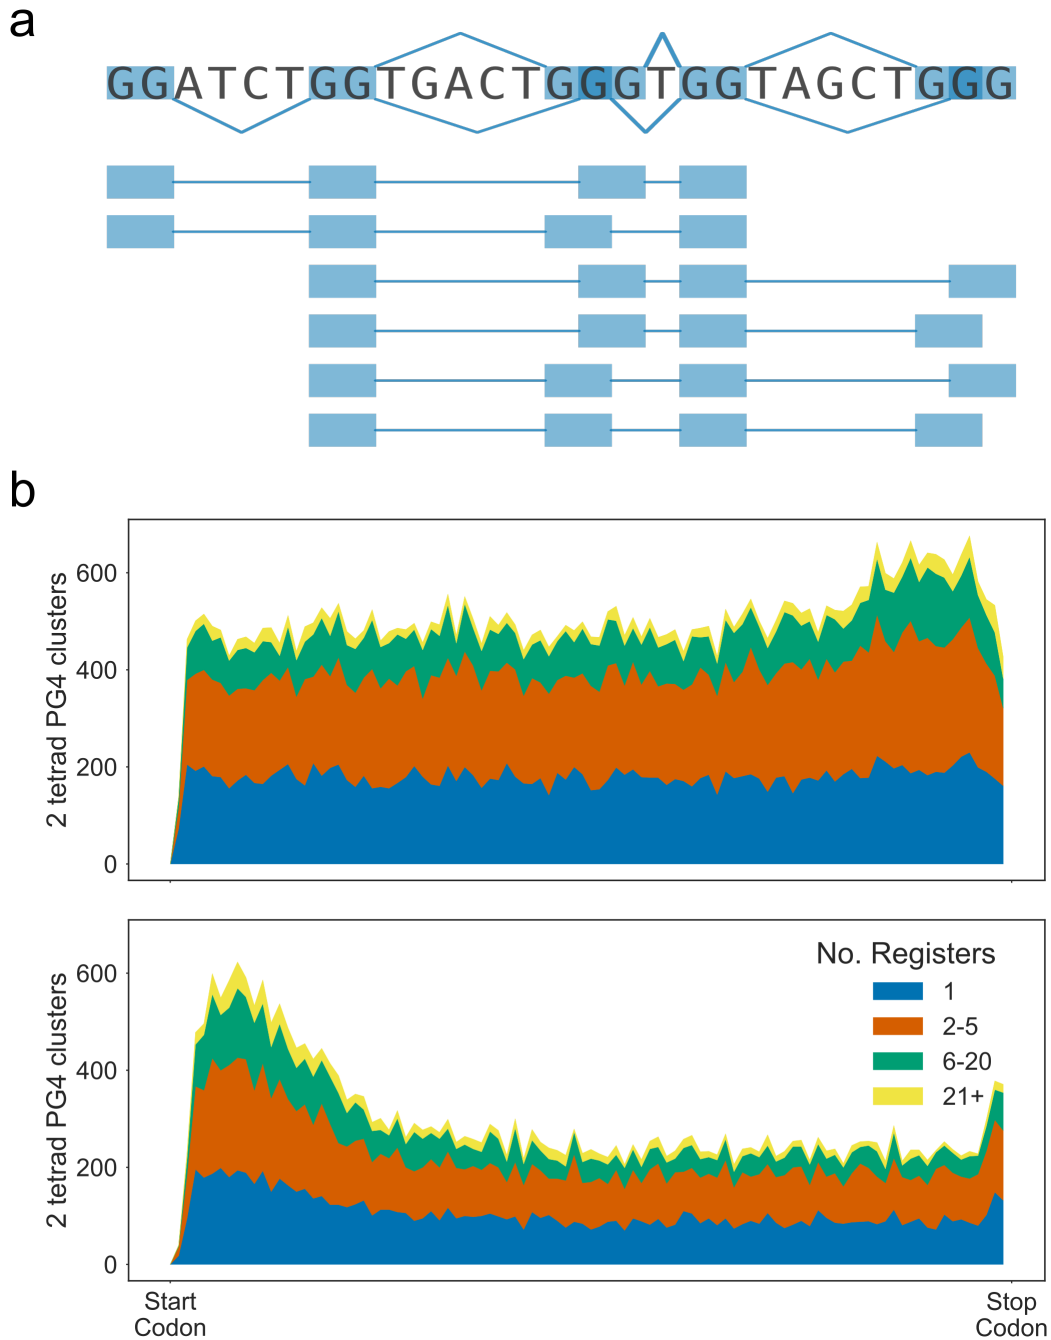 a
GGATCTGGTGACTGGGTGGTAGCTGGG
b
2 tetrad PG4 clusters
600
400
200
0
2 tetrad PG4 clusters
600
400
200
0
No. Registers
1
2-5
6-20
21+
Start
Codon
Stop
Codon